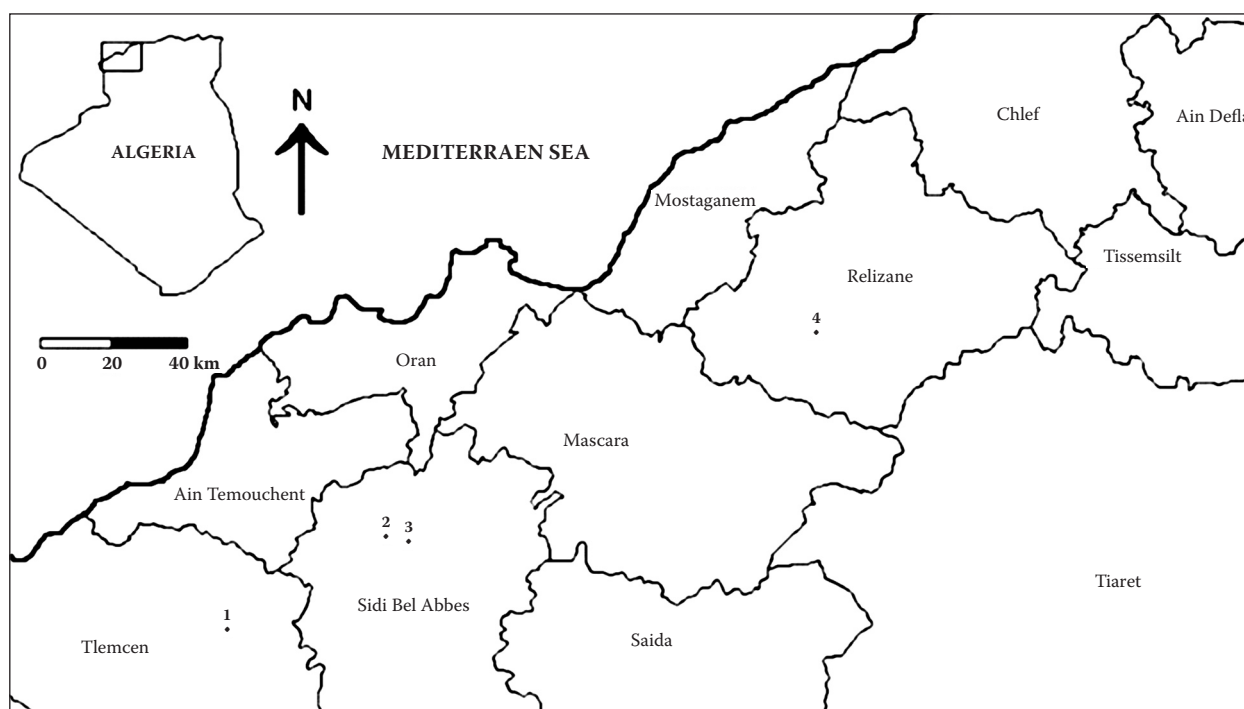 N
ALGERIA
MEDITERRAEN SEA
Chlef
Ain Defla
Mostaganem
Tissemsilt
Relizane
4
0 20 40 km
Oran
Mascara
Ain Temouchent
2
3
Tiaret
Sidi Bel Abbes
1
Tlemcen
Saida